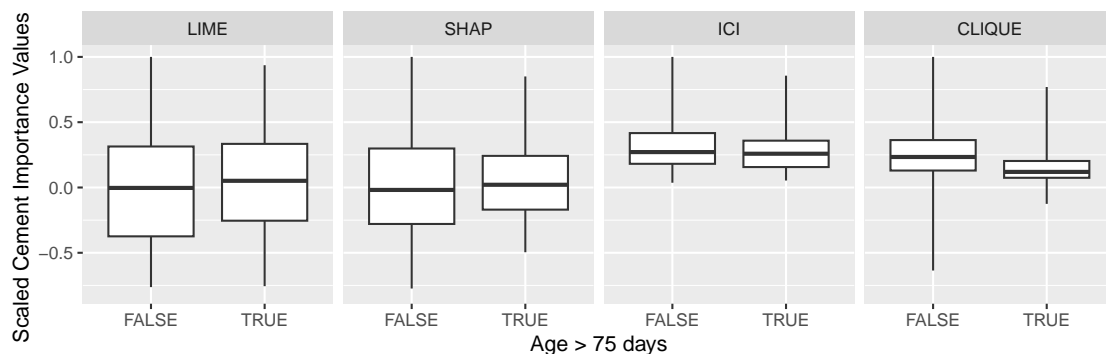 LIME SHAP ICI CLIQUE
Scaled Cement Importance Values
1.0
0.5
0.0
−0.5
FALSE TRUE FALSE TRUE FALSE TRUE FALSE TRUE
Age > 75 days